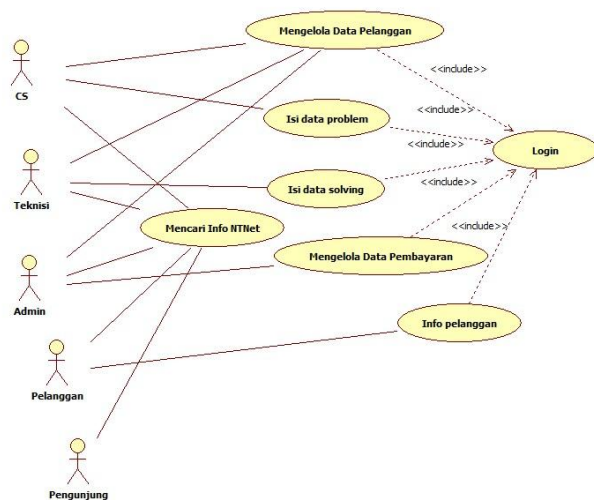 Mengelola Data Pelanggan
<<include>>
CS
Isi data problem
<<include>>
<<include>>
Login
Teknisi
Isi data solving
<<include>>
Mencari Info NTNet
<<include>>
Mengelola Data Pembayaran
Admin
Info pelanggan
Pelanggan
Pengunjung